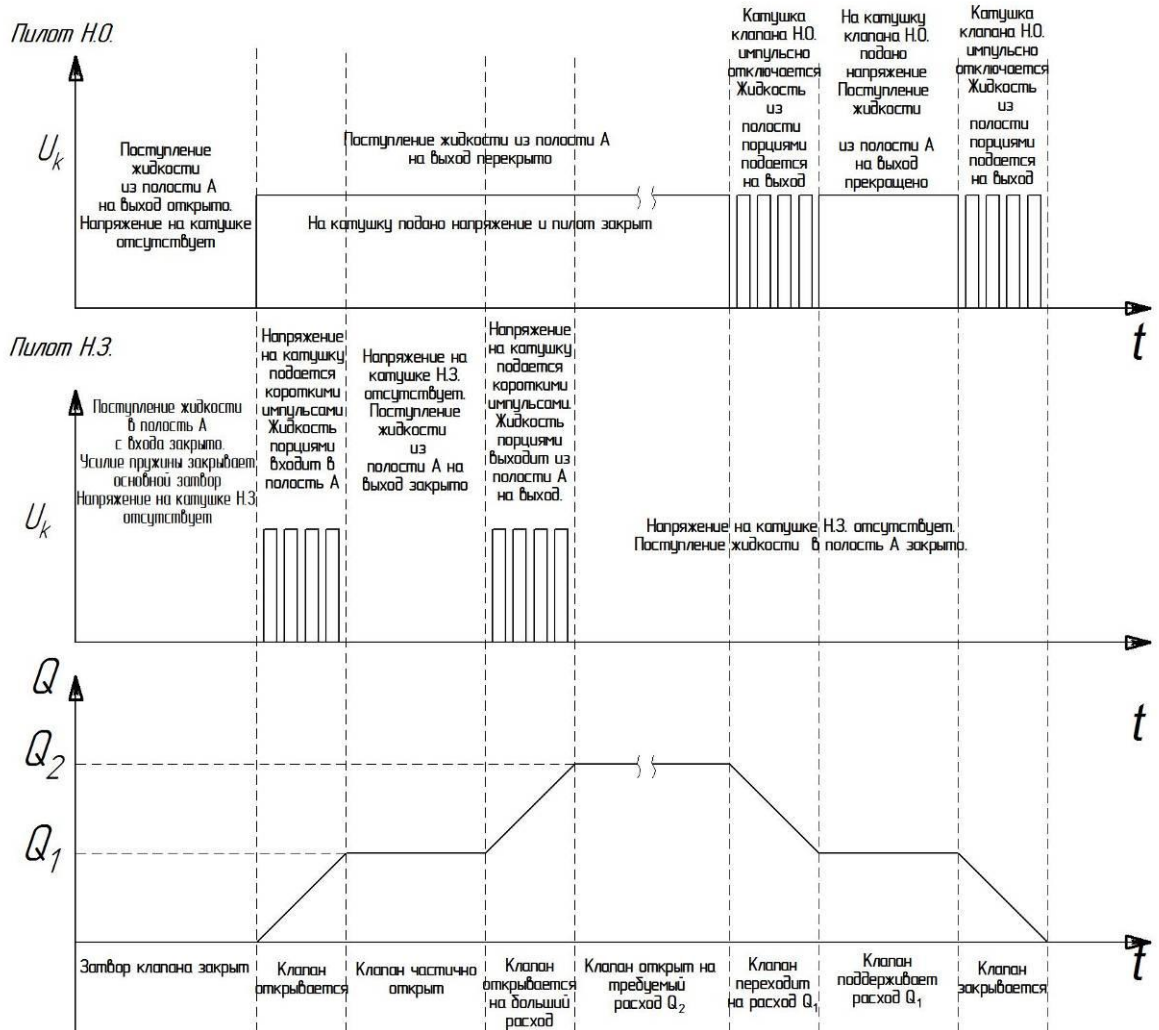 Пилот Н.О.
U_k
Поступление
жидкости
из полости А
на выход открыто.
Напряжение на катушке
отсутствует
Поступление жидкости из полости А
на выход перекрыто
На катушку подано напряжение и пилот закрыт
Катушка
клапана Н.О.
импульсно
отключается
Жидкость
из
полости
порциями
подается
на выход
На катушку
клапана Н.О.
подано
напряжение
Поступление
жидкости
из полости А
на выход
прекращено
Катушка
клапана Н.О.
импульсно
отключается
Жидкость
из
полости
порциями
подается
на выход
t
Пилот Н.З.
U_k
Поступление жидкости
в полость А
с входа закрыто.
Усилие пружины закрывает
основной затвор
Напряжение на катушке Н.З
отсутствует
Напряжение
на катушку
подается
короткими
импульсами
Жидкость
порциями
входит в
полость А
Напряжение на
катушке Н.З.
отсутствует.
Поступление
жидкости
из
полости А на
выход закрыто
Напряжение
на катушку
подается
короткими
импульсами.
Жидкость
порциями
выходит из
полости А
на выход.
Напряжение на катушке Н.З. отсутствует.
Поступление жидкости в полость А закрыто.
t
Q
Q₂
Q₁
t
Затвор клапана закрыт
Клапан
открывается
Клапан частично
открыт
Клапан
открывается
на больший
расход
Клапан открыт на
требуемый
расход Q₂
Клапан
переходит
на расход Q₁
Клапан
поддерживает
расход Q₁
Клапан
закрывается